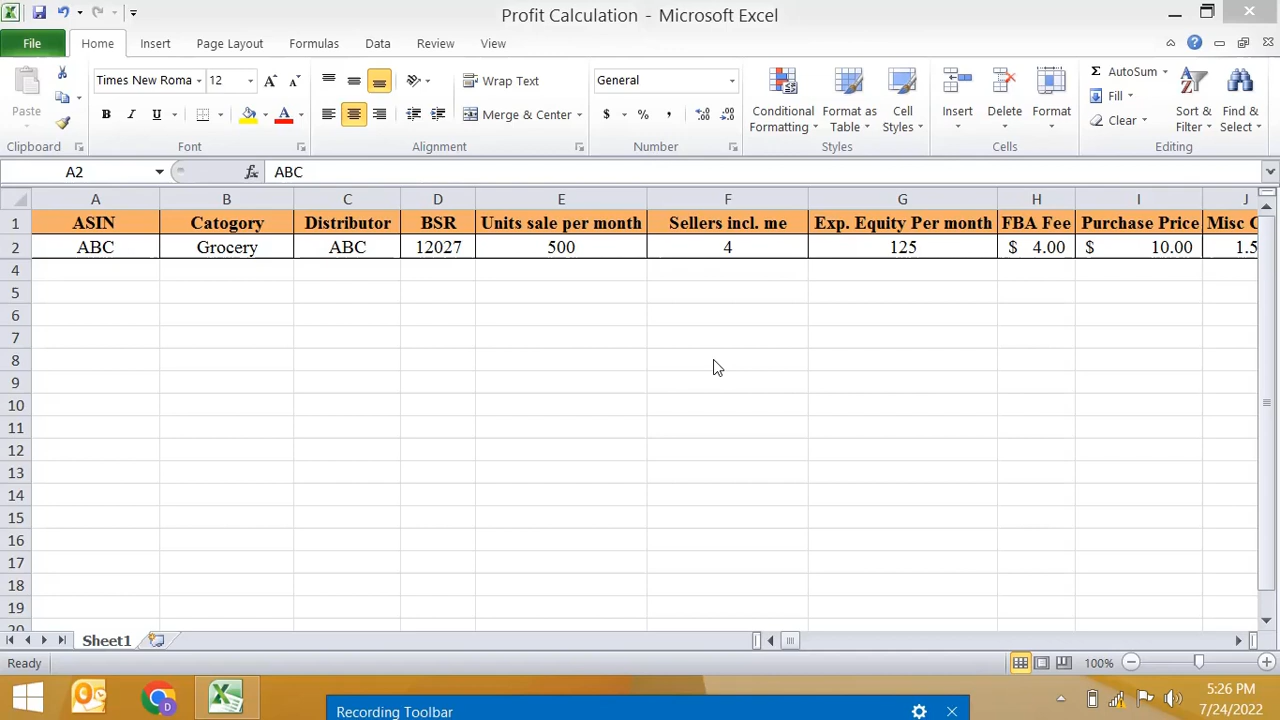 Profit Calculation - Microsoft Excel
File Home Insert Page Layout Formulas Data Review View
Paste
Clipboard
Times New Roma 12
B I U A
Font
Wrap Text
Merge & Center
Alignment
General
$ % ,
Number
Conditional Formatting
Format as Table
Cell Styles
Styles
Insert
Delete
Format
Cells
Σ AutoSum
Fill
Clear
Sort & Filter
Find & Select
Editing
A2 fx ABC
A B C D E F G H I J
1 ASIN Catogory Distributor BSR Units sale per month Sellers incl. me Exp. Equity Per month FBA Fee Purchase Price Misc C
2 ABC Grocery ABC 12027 500 4 125 $ 4.00 $ 10.00 1.5
4
5
6
7
8
9
10
11
12
13
14
15
16
17
18
19
20
Sheet1
Ready 100%
Recording Toolbar
5:26 PM
7/24/2022